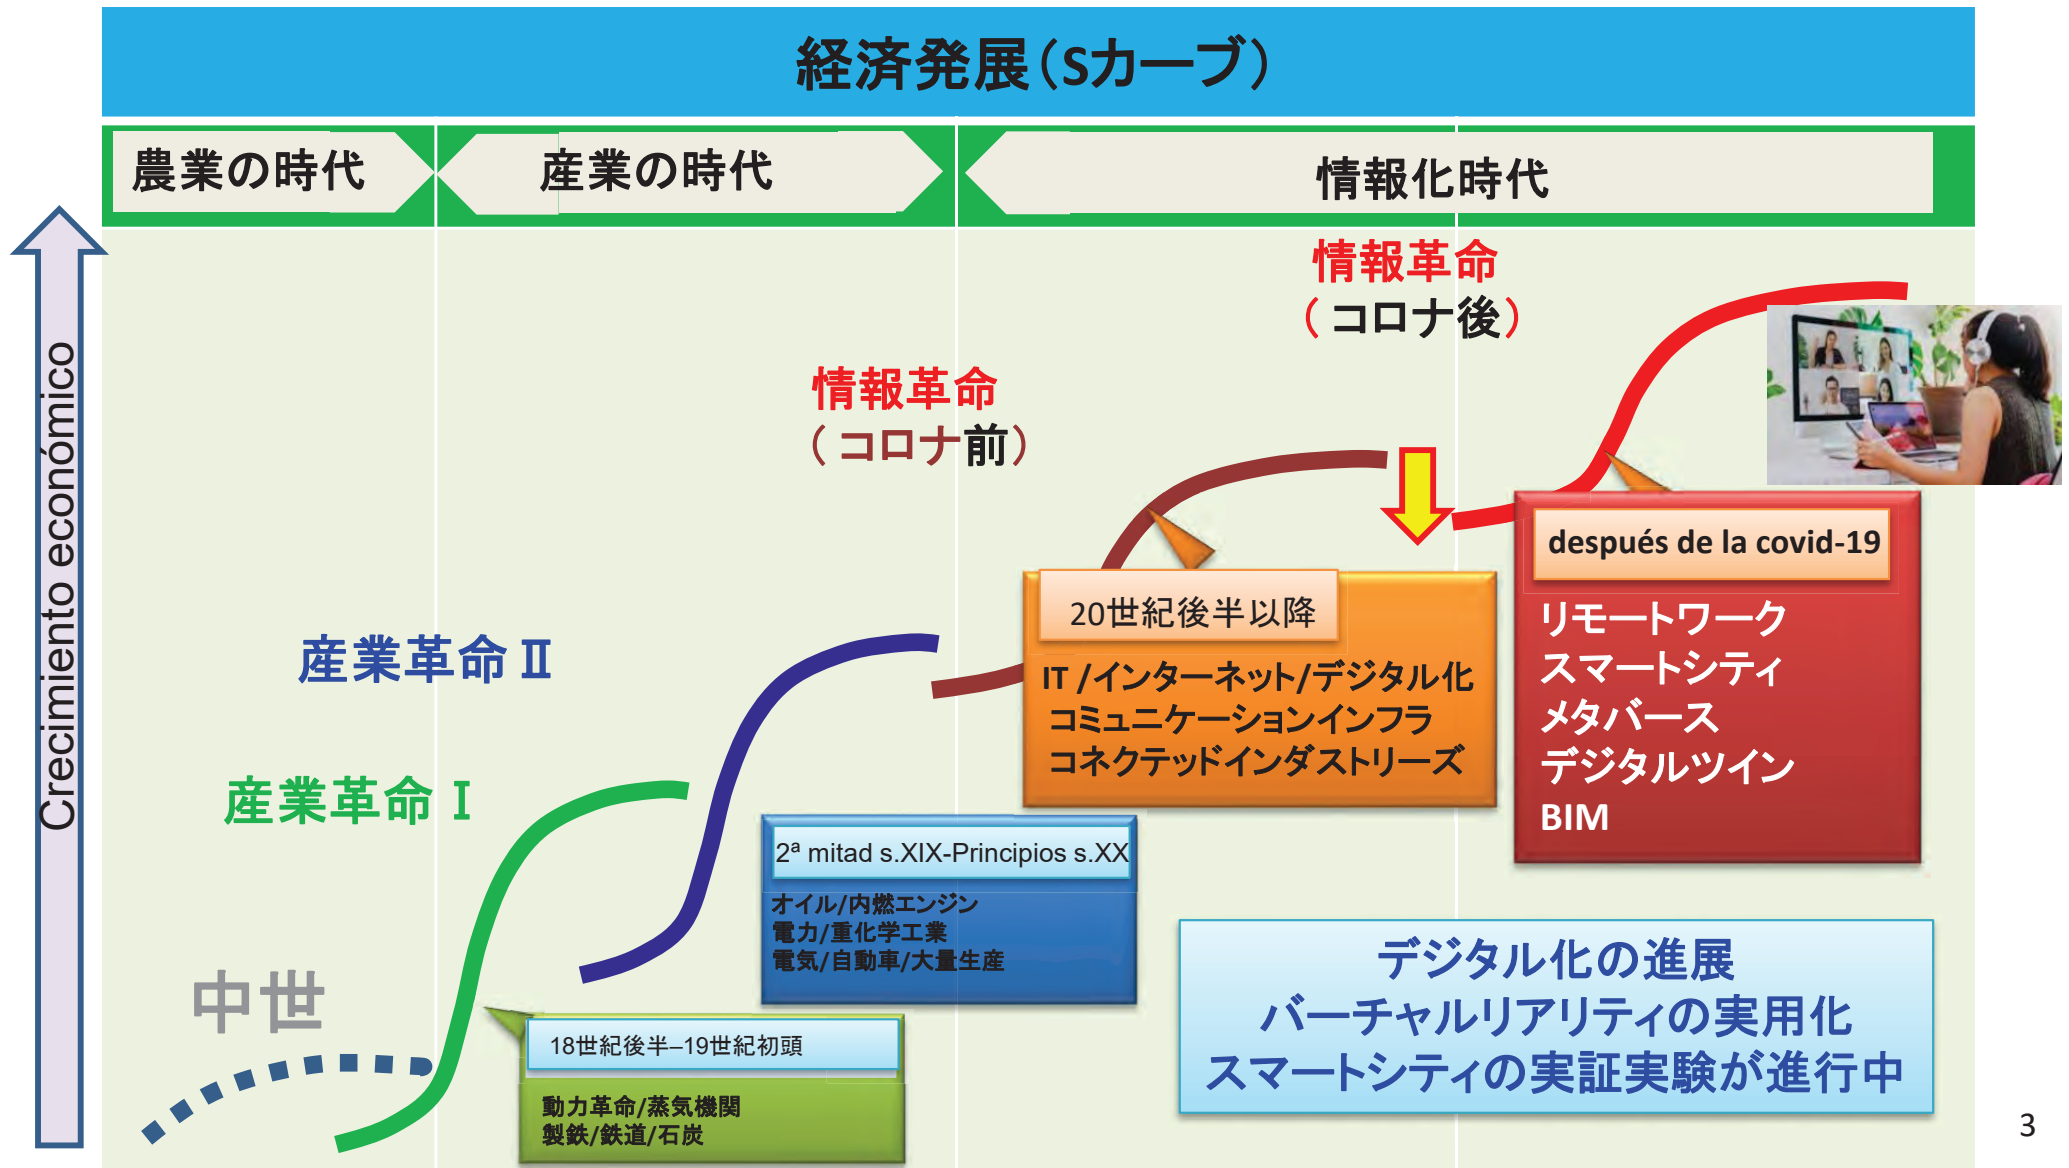 経済発展（Sカーブ）
農業の時代
産業の時代
情報化時代
情報革命
（コロナ後）
情報革命
（コロナ前）
Crecimiento económico
después de la covid-19
リモートワーク
スマートシティ
メタバース
デジタルツイン
BIM
20世紀後半以降
IT /インターネット/デジタル化
コミュニケーションインフラ
コネクテッドインダストリーズ
産業革命Ⅱ
産業革命Ⅰ
2ª mitad s.XIX-Principios s.XX
オイル/内燃エンジン
電力/重化学工業
電気/自動車/大量生産
中世
18世紀後半–19世紀初頭
動力革命/蒸気機関
製鉄/鉄道/石炭
デジタル化の進展
バーチャルリアリティの実用化
スマートシティの実証実験が進行中
3